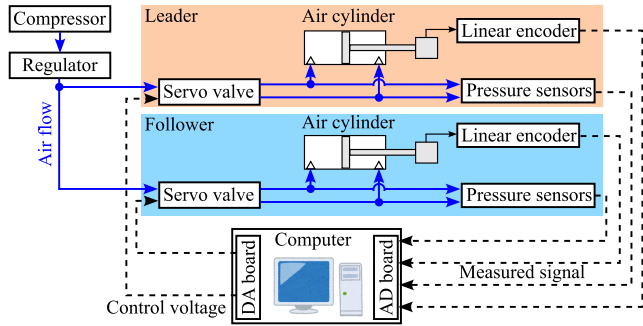 Compressor
Regulator
Air flow
Leader
Air cylinder
Linear encoder
Servo valve
Pressure sensors
Follower
Air cylinder
Linear encoder
Servo valve
Pressure sensors
Computer
DA board
AD board
Measured signal
Control voltage